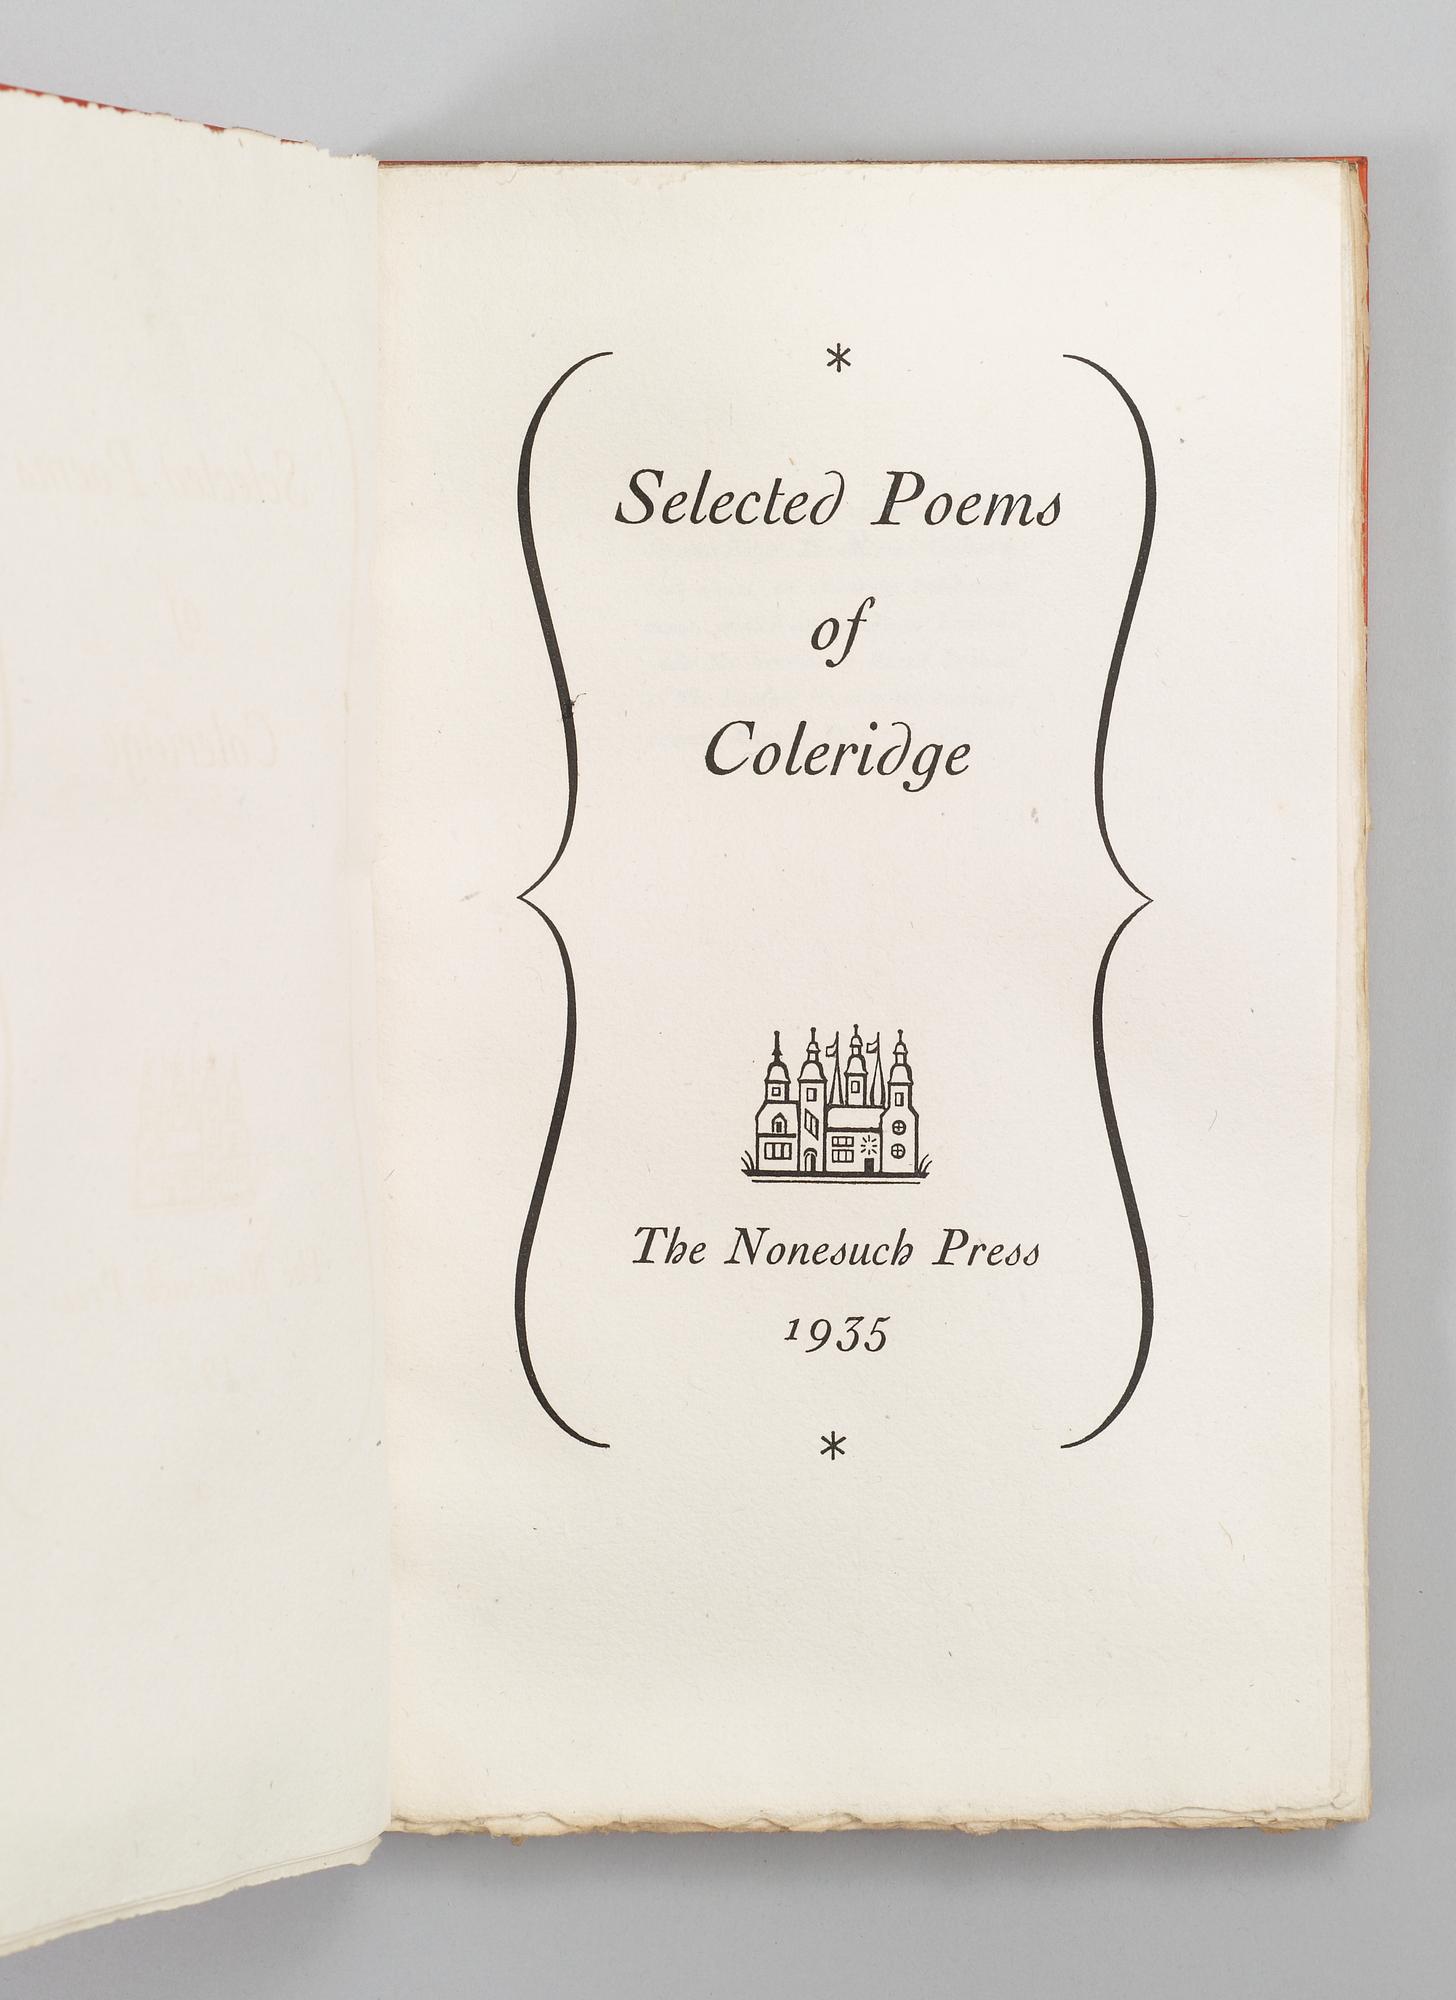 *
Selected Poems
of
Coleridge
The Nonesuch Press
1935
*